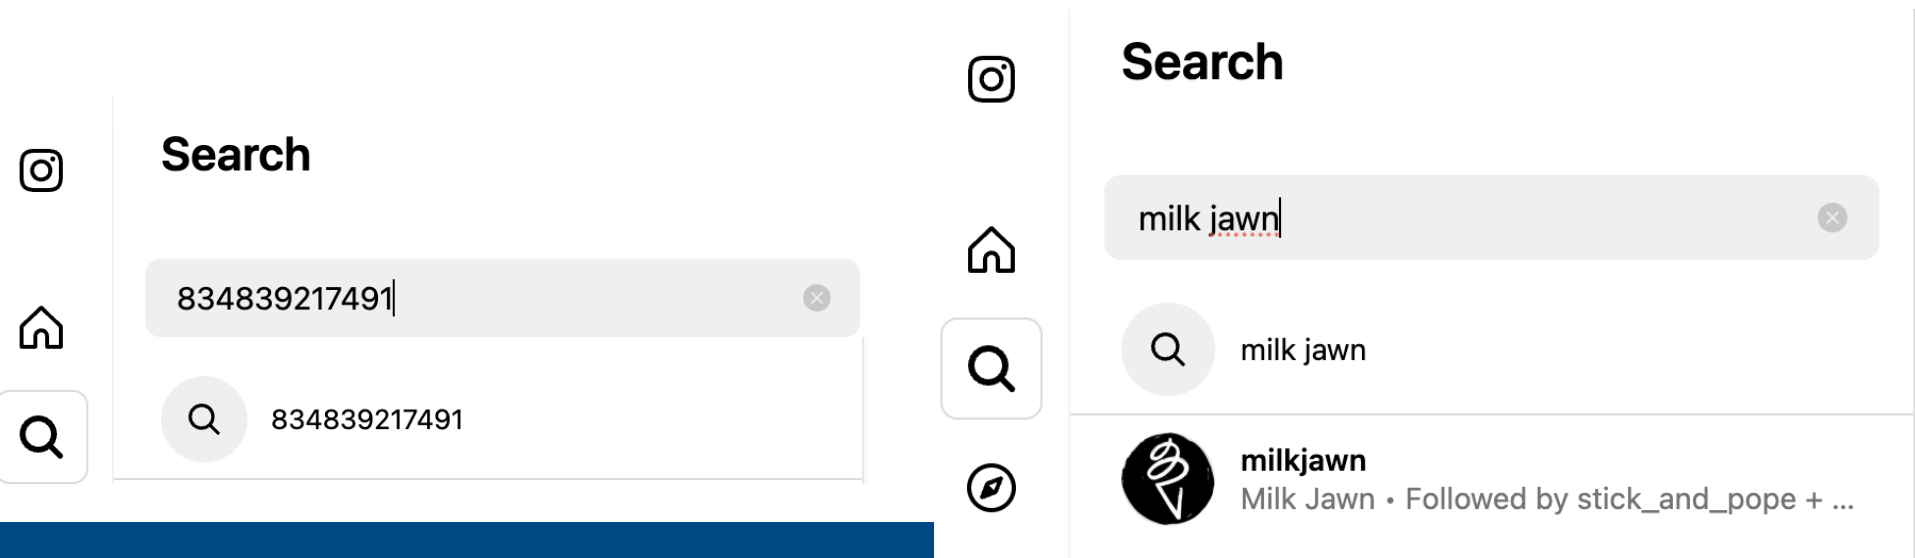 Search
834839217491
834839217491
Search
milk jawn
milk jawn
milkjawn
Milk Jawn • Followed by stick_and_pope + ...